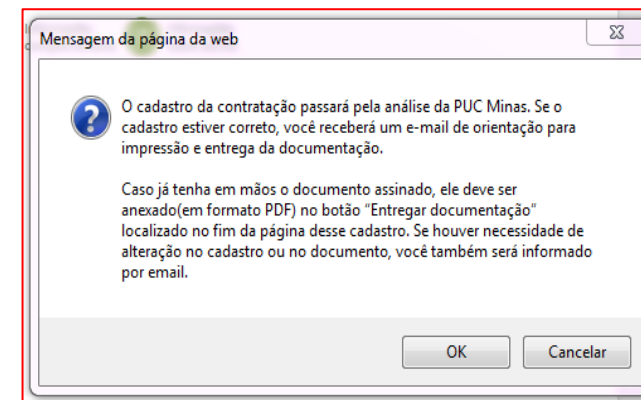 Mensagem da página da web
O cadastro da contratação passará pela análise da PUC Minas. Se o
cadastro estiver correto, você receberá um e-mail de orientação para
impressão e entrega da documentação.
Caso já tenha em mãos o documento assinado, ele deve ser
anexado(em formato PDF) no botão "Entregar documentação"
localizado no fim da página desse cadastro. Se houver necessidade de
alteração no cadastro ou no documento, você também será informado
por email.
OK Cancelar